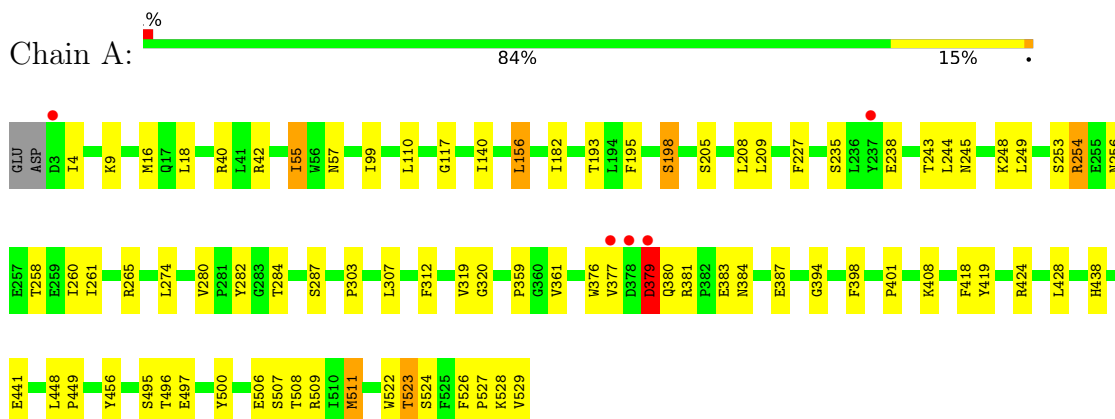 %
Chain A:
84% 15% •
GLU ASP D3 I4 K9 M16 Q17 L18 R40 L41 R42 I55 W56 N57 I99 L110 G117 I140 L156 I182 T193 L194 F195 S198 S205 L208 L209 F227 S235 L236 Y237 E238 T243 L244 N245 K248 L249 S253 R254 E255 N256
E257 T258 E259 I260 I261 R265 L274 V280 P281 Y282 G283 T284 S287 P303 L307 F312 V319 G320 P359 G360 V361 W376 V377 D378 D379 Q380 R381 P382 E383 N384 E387 G394 F398 P401 K408 F418 Y419 R424 L428 H438
E441 L448 P449 Y456 S495 T496 E497 Y500 E506 S507 T508 R509 I510 M511 W522 T523 S524 F525 F526 P527 K528 V529